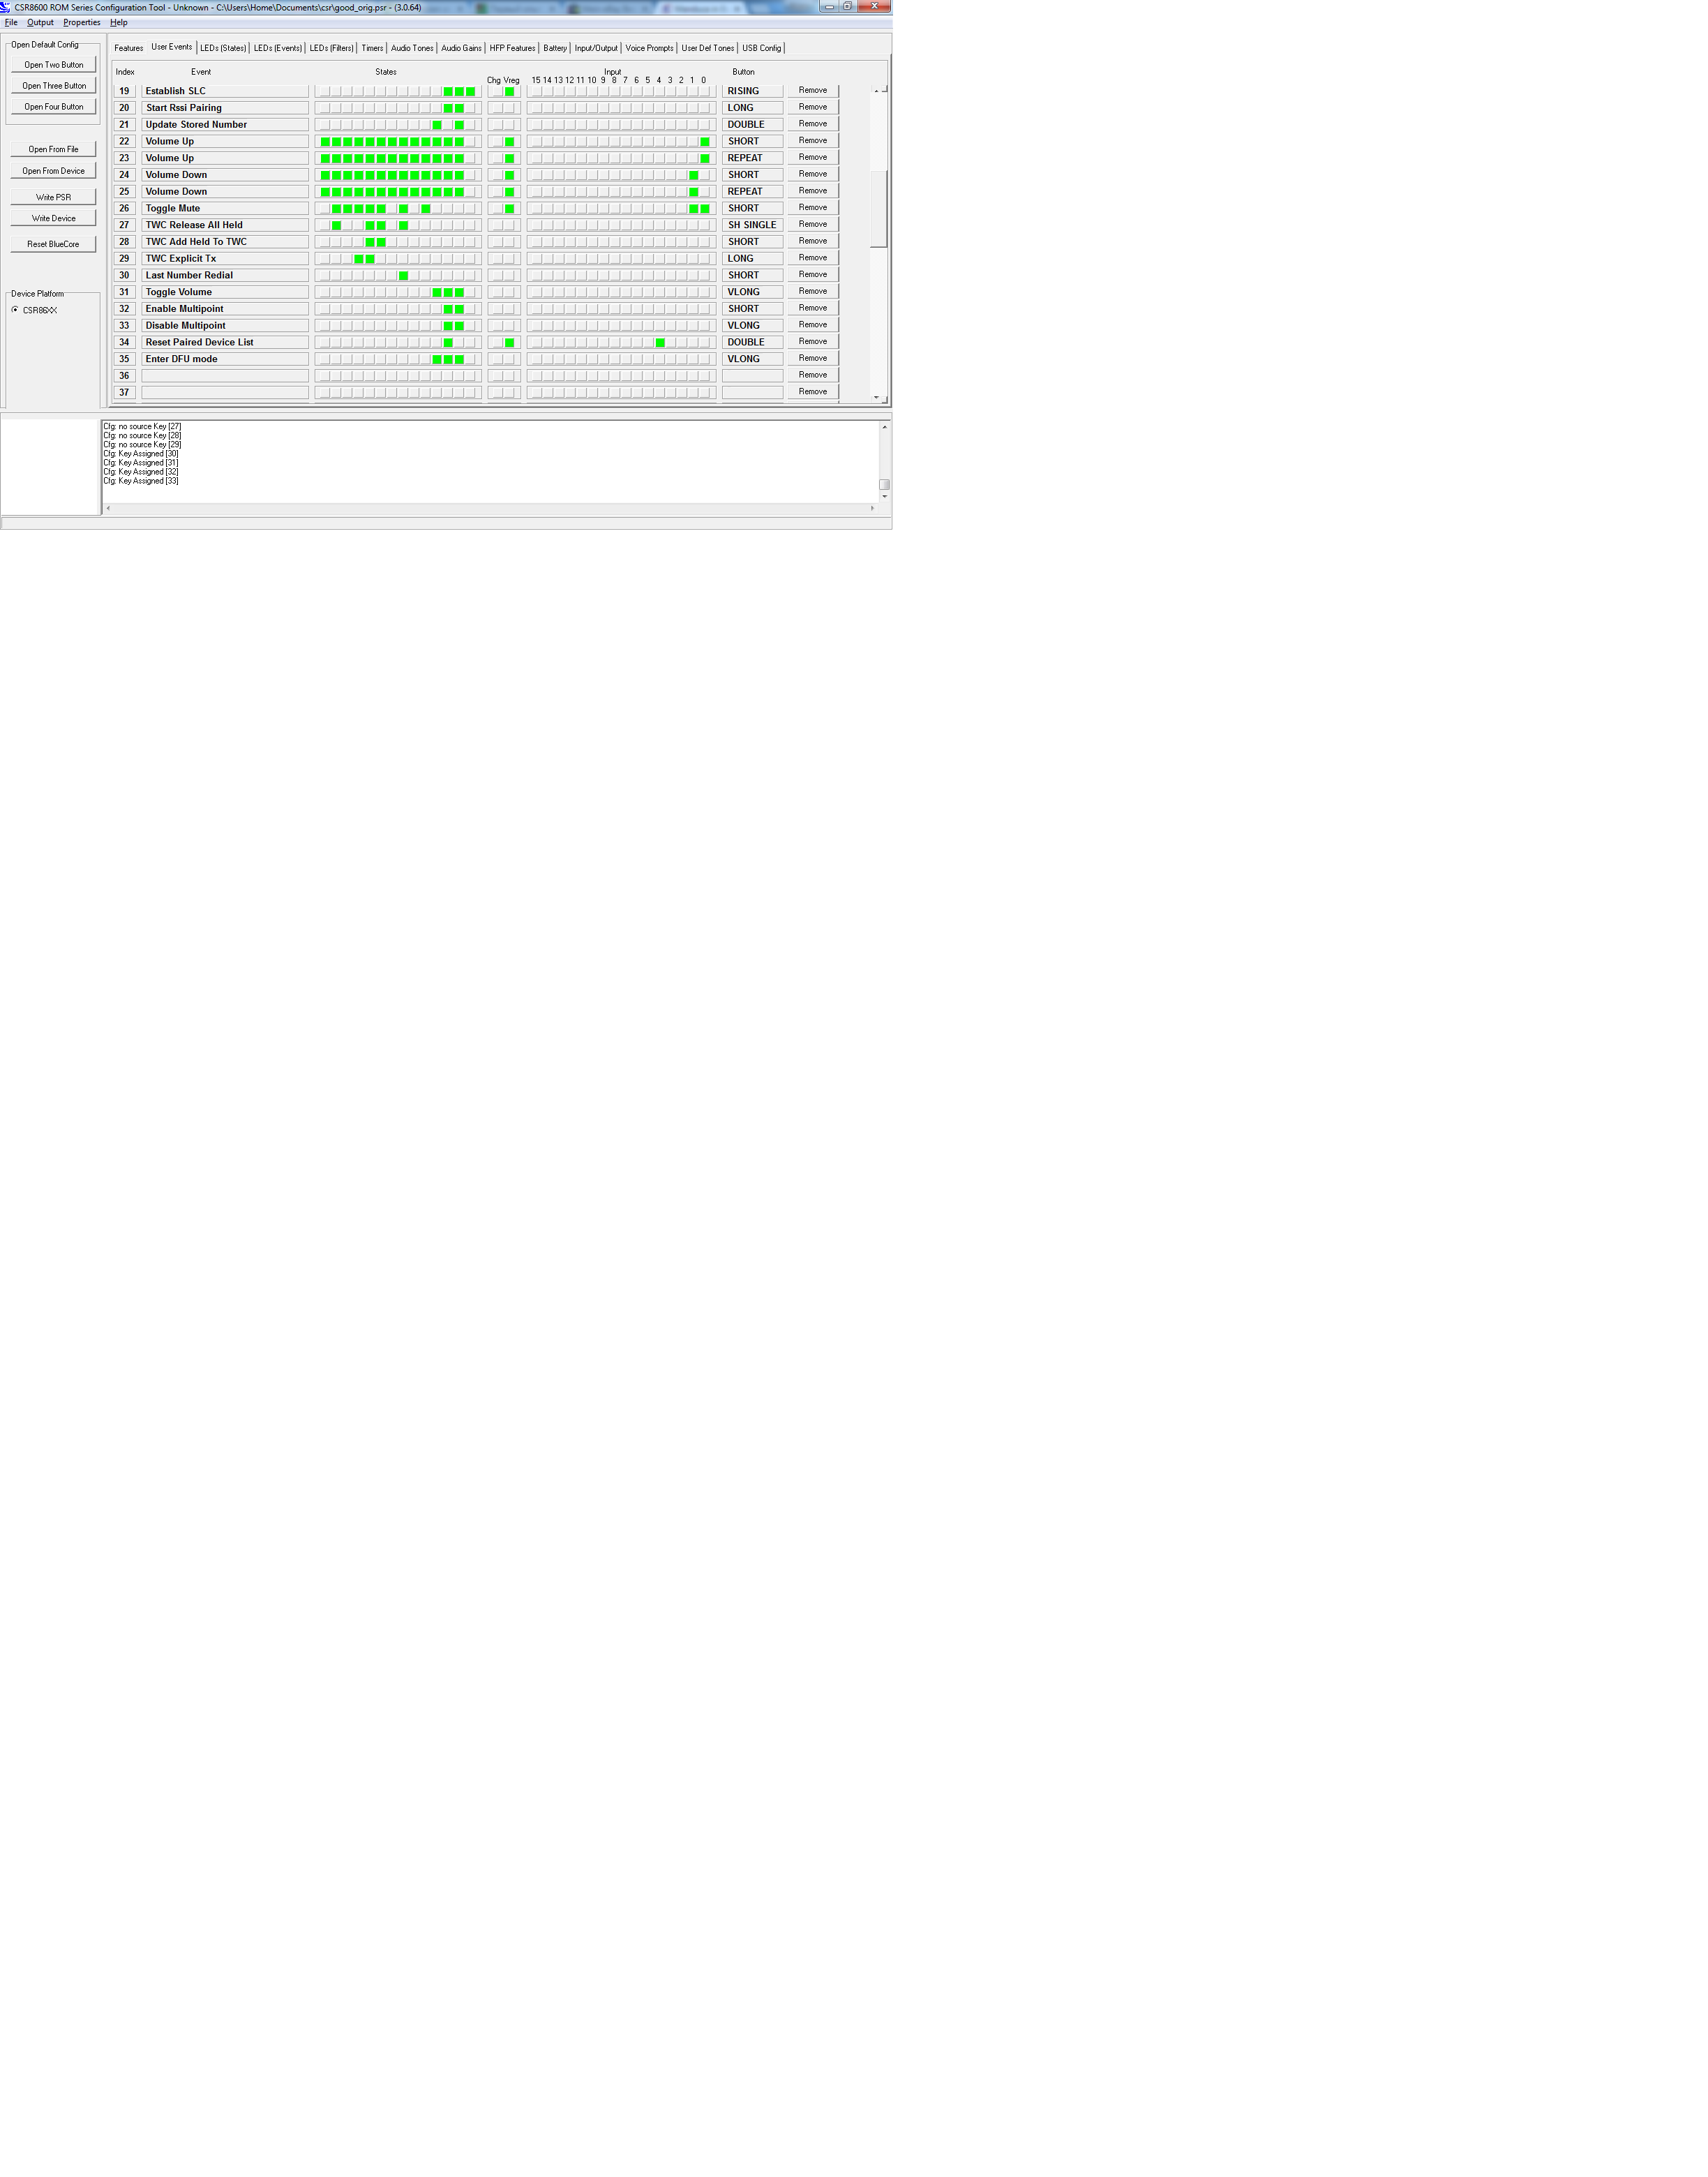 CSR8600 ROM Series Configuration Tool - Unknown - C:\Users\Home\Documents\csr\good_orig.psr - (3.0.64)
File Output Properties Help
Open Default Config
Open Two Button
Open Three Button
Open Four Button
Open From File
Open From Device
Write PSR
Write Device
Reset BlueCore
Device Platform
CSR86XX
Features User Events LEDs (States) LEDs (Events) LEDs (Filters) Timers Audio Tones Audio Gains HFP Features Battery Input/Output Voice Prompts User Def Tones USB Config
Index Event States Input Button
Chg Vreg 15 14 13 12 11 10 9 8 7 6 5 4 3 2 1 0
19 Establish SLC RISING Remove
20 Start Rssi Pairing LONG Remove
21 Update Stored Number DOUBLE Remove
22 Volume Up SHORT Remove
23 Volume Up REPEAT Remove
24 Volume Down SHORT Remove
25 Volume Down REPEAT Remove
26 Toggle Mute SHORT Remove
27 TWC Release All Held SH SINGLE Remove
28 TWC Add Held To TWC SHORT Remove
29 TWC Explicit Tx LONG Remove
30 Last Number Redial SHORT Remove
31 Toggle Volume VLONG Remove
32 Enable Multipoint SHORT Remove
33 Disable Multipoint VLONG Remove
34 Reset Paired Device List DOUBLE Remove
35 Enter DFU mode VLONG Remove
36 Remove
37 Remove
Cfg: no source Key [27]
Cfg: no source Key [28]
Cfg: no source Key [29]
Cfg: Key Assigned [30]
Cfg: Key Assigned [31]
Cfg: Key Assigned [32]
Cfg: Key Assigned [33]